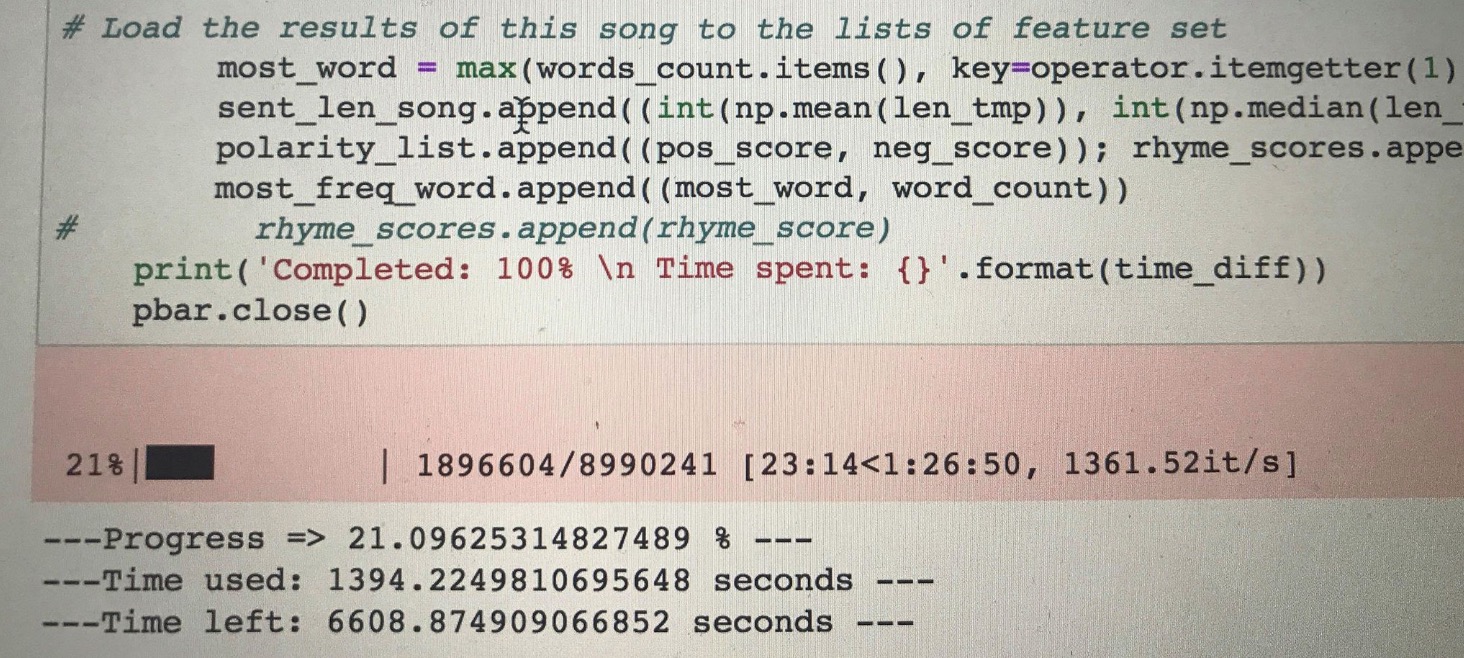 # Load the results of this song to the lists of feature set
most_word = max(words_count.items(), key=operator.itemgetter(1)
sent_len_song.append((int(np.mean(len_tmp)), int(np.median(len_
polarity_list.append((pos_score, neg_score)); rhyme_scores.appe
most_freq_word.append((most_word, word_count))
# rhyme_scores.append(rhyme_score)
print('Completed: 100% \n Time spent: {}'.format(time_diff))
pbar.close()
21%| | 1896604/8990241 [23:14<1:26:50, 1361.52it/s]
---Progress => 21.09625314827489 % ---
---Time used: 1394.2249810695648 seconds ---
---Time left: 6608.874909066852 seconds ---